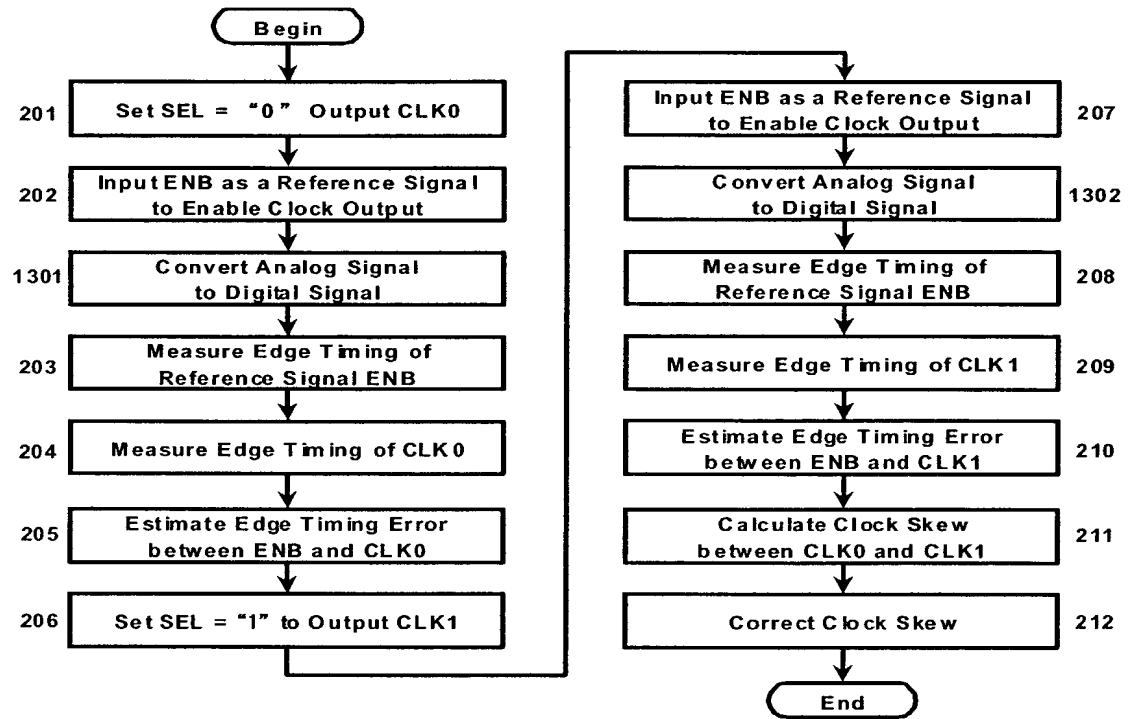 Begin
201
Set SEL = "0" Output CLK0
202
Input ENB as a Reference Signal
to Enable Clock Output
1301
Convert Analog Signal
to Digital Signal
203
Measure Edge Timing of
Reference Signal ENB
204
Measure Edge Timing of CLK0
205
Estimate Edge Timing Error
between ENB and CLK0
206
Set SEL = "1" to Output CLK1
Input ENB as a Reference Signal
to Enable Clock Output
207
Convert Analog Signal
to Digital Signal
1302
Measure Edge Timing of
Reference Signal ENB
208
Measure Edge Timing of CLK1
209
Estimate Edge Timing Error
between ENB and CLK1
210
Calculate Clock Skew
between CLK0 and CLK1
211
Correct Clock Skew
212
End